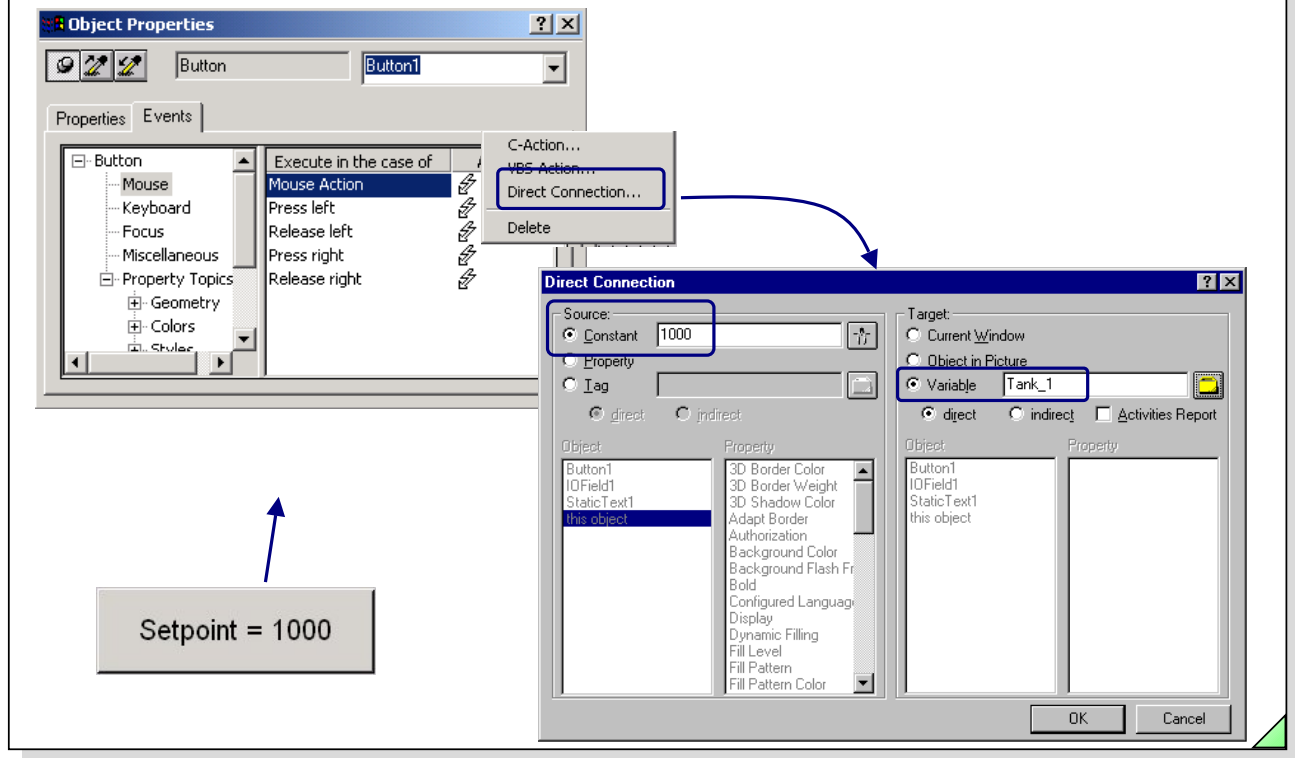 Object Properties
Button
Button1
Properties
Events
Button
Mouse
Keyboard
Focus
Miscellaneous
Property Topics
Geometry
Colors
Styles
Execute in the case of
Mouse Action
Press left
Release left
Press right
Release right
C-Action...
VBS-Action...
Direct Connection...
Delete
Direct Connection
Source:
Constant 1000
Property
Tag
direct indirect
Object Property
Button1
IOField1
StaticText1
this object
3D Border Color
3D Border Weight
3D Shadow Color
Adapt Border
Authorization
Background Color
Background Flash Fr
Bold
Configured Languag
Display
Dynamic Filling
Fill Level
Fill Pattern
Fill Pattern Color
Target:
Current Window
Object in Picture
Variable Tank_1
direct indirect Activities Report
Object Property
Button1
IOField1
StaticText1
this object
OK Cancel
Setpoint = 1000